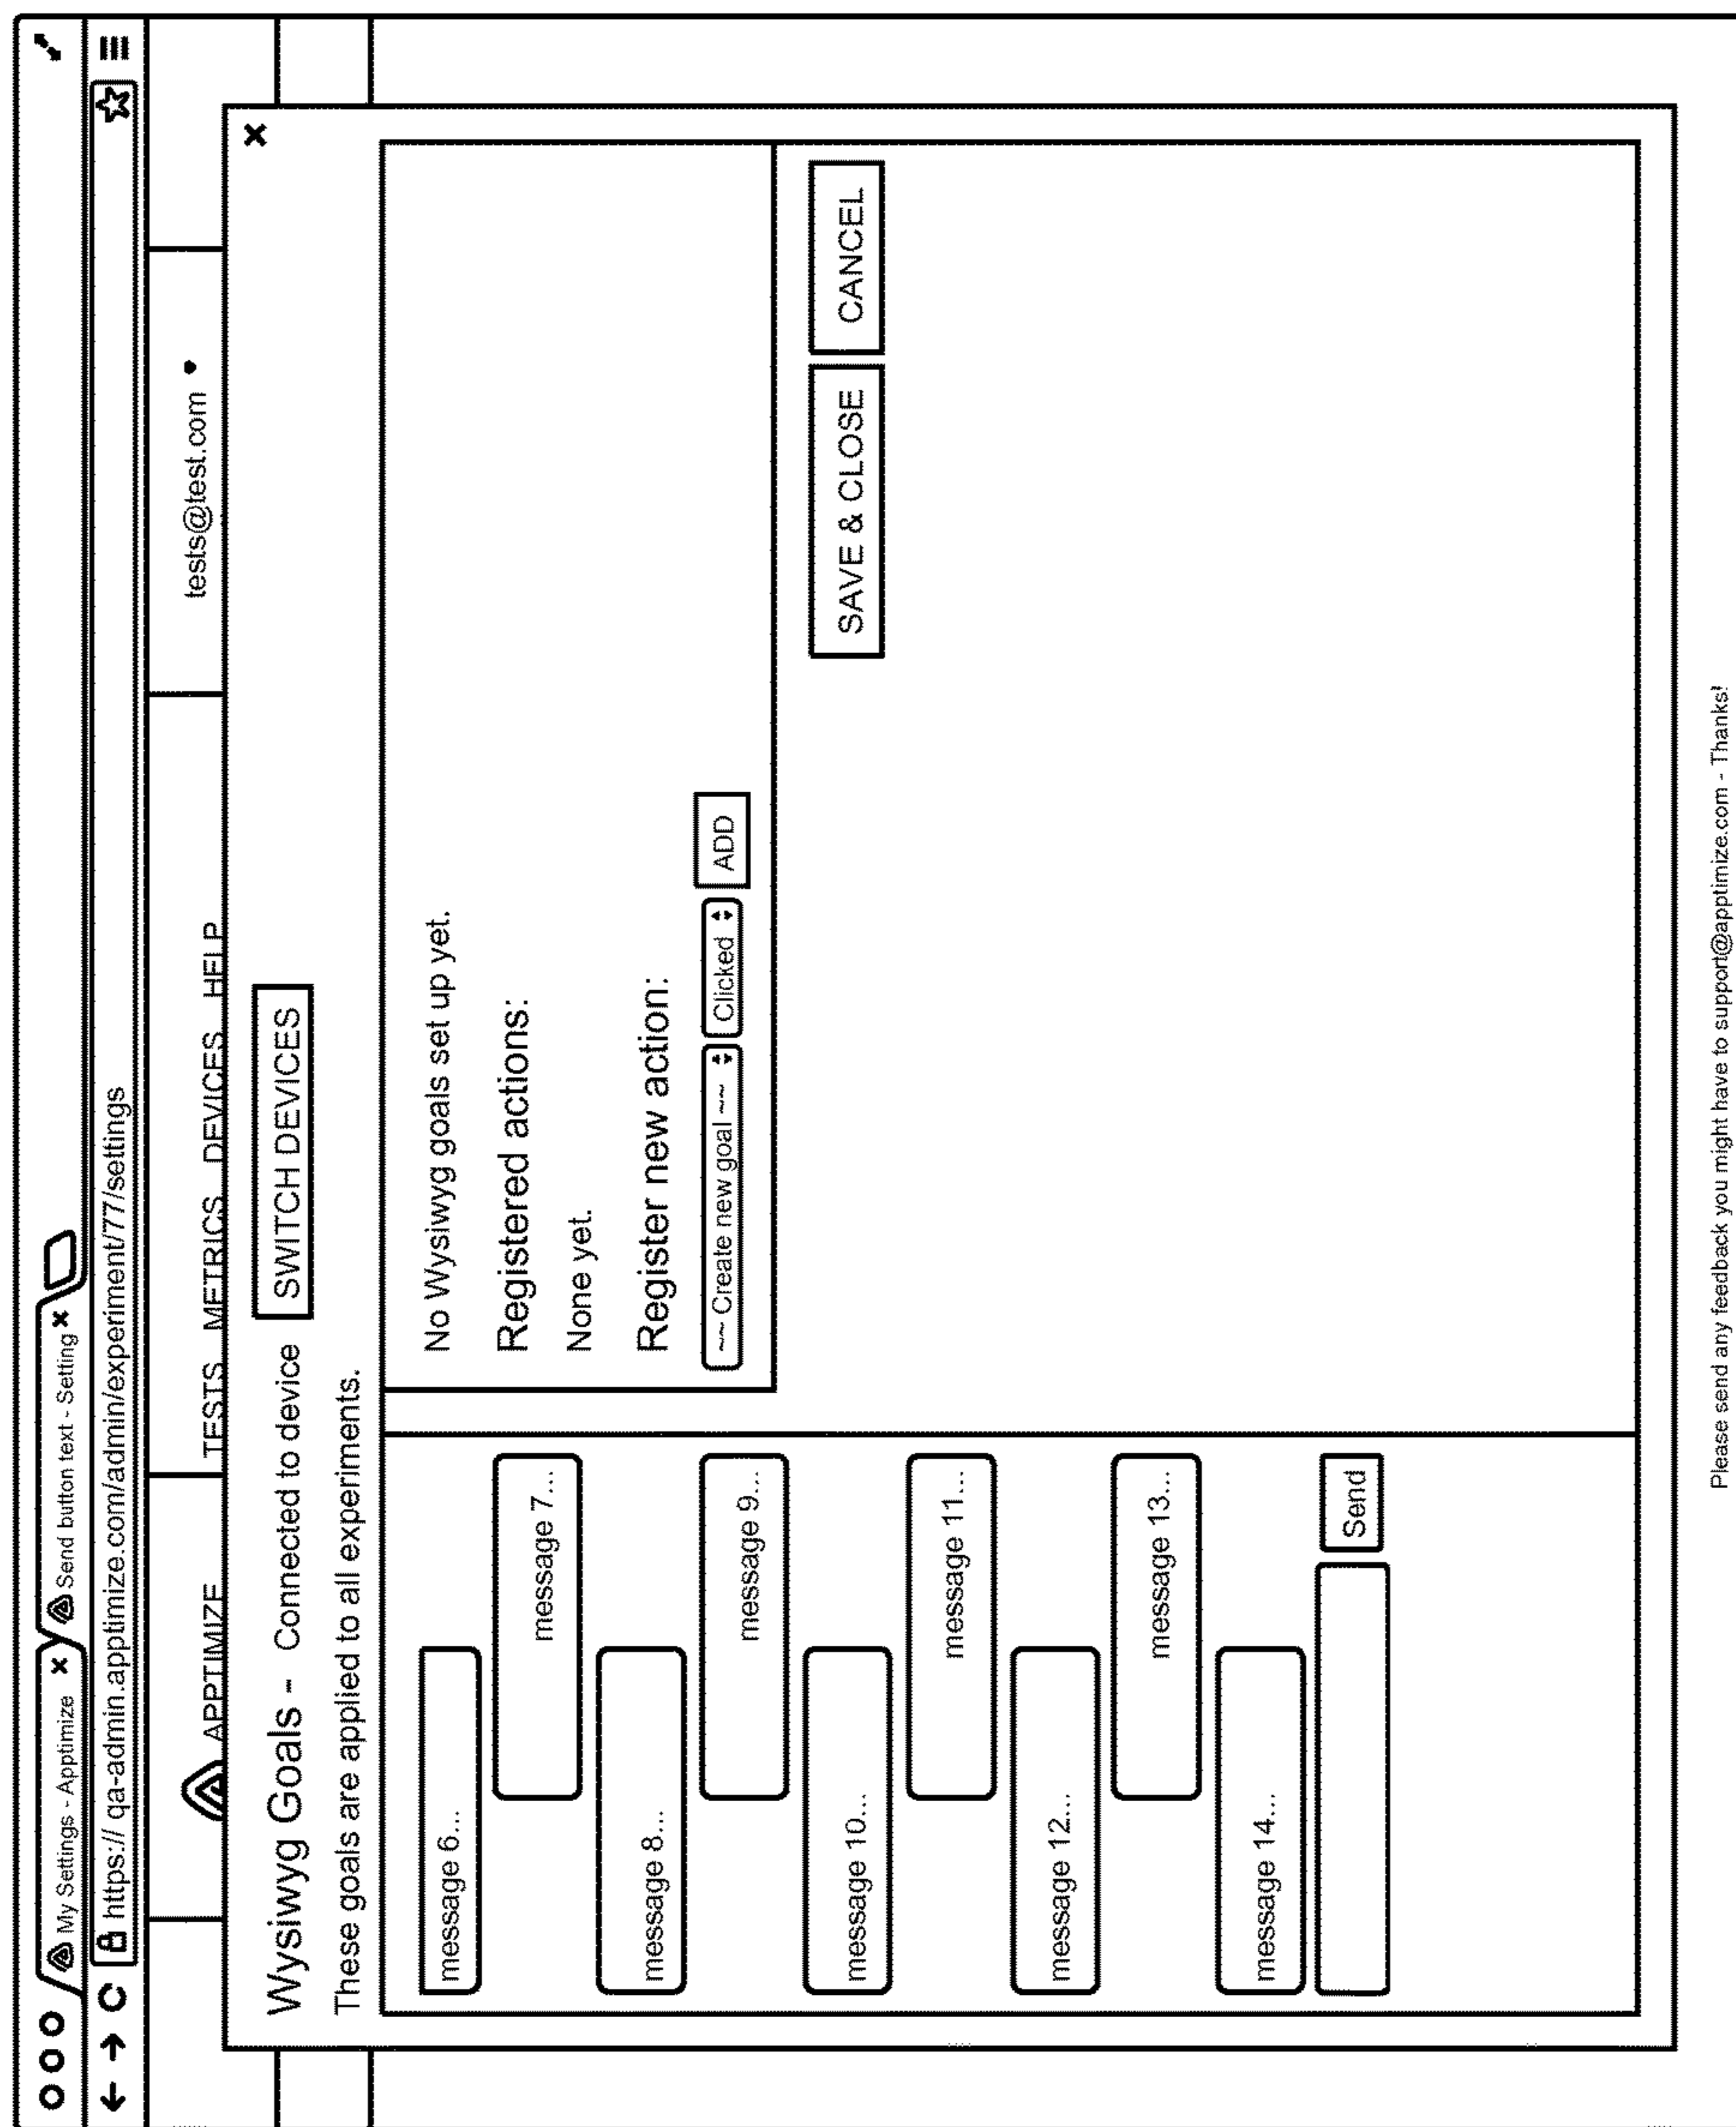 My Settings - Apptimize × Send button text - Setting ×
https:// qa-admin.apptimize.com/admin/experiment/77/settings
APPTIMIZE TESTS METRICS DEVICES HELP tests@test.com
Wysiwyg Goals - Connected to device SWITCH DEVICES ×
These goals are applied to all experiments.
message 6...
message 7...
message 8...
message 9...
message 10...
message 11...
message 12...
message 13...
message 14...
Send
No Wysiwyg goals set up yet.
Registered actions:
None yet.
Register new action:
~~ Create new goal ~~ Clicked ADD
SAVE & CLOSE CANCEL
Please send any feedback you might have to support@apptimize.com - Thanks!